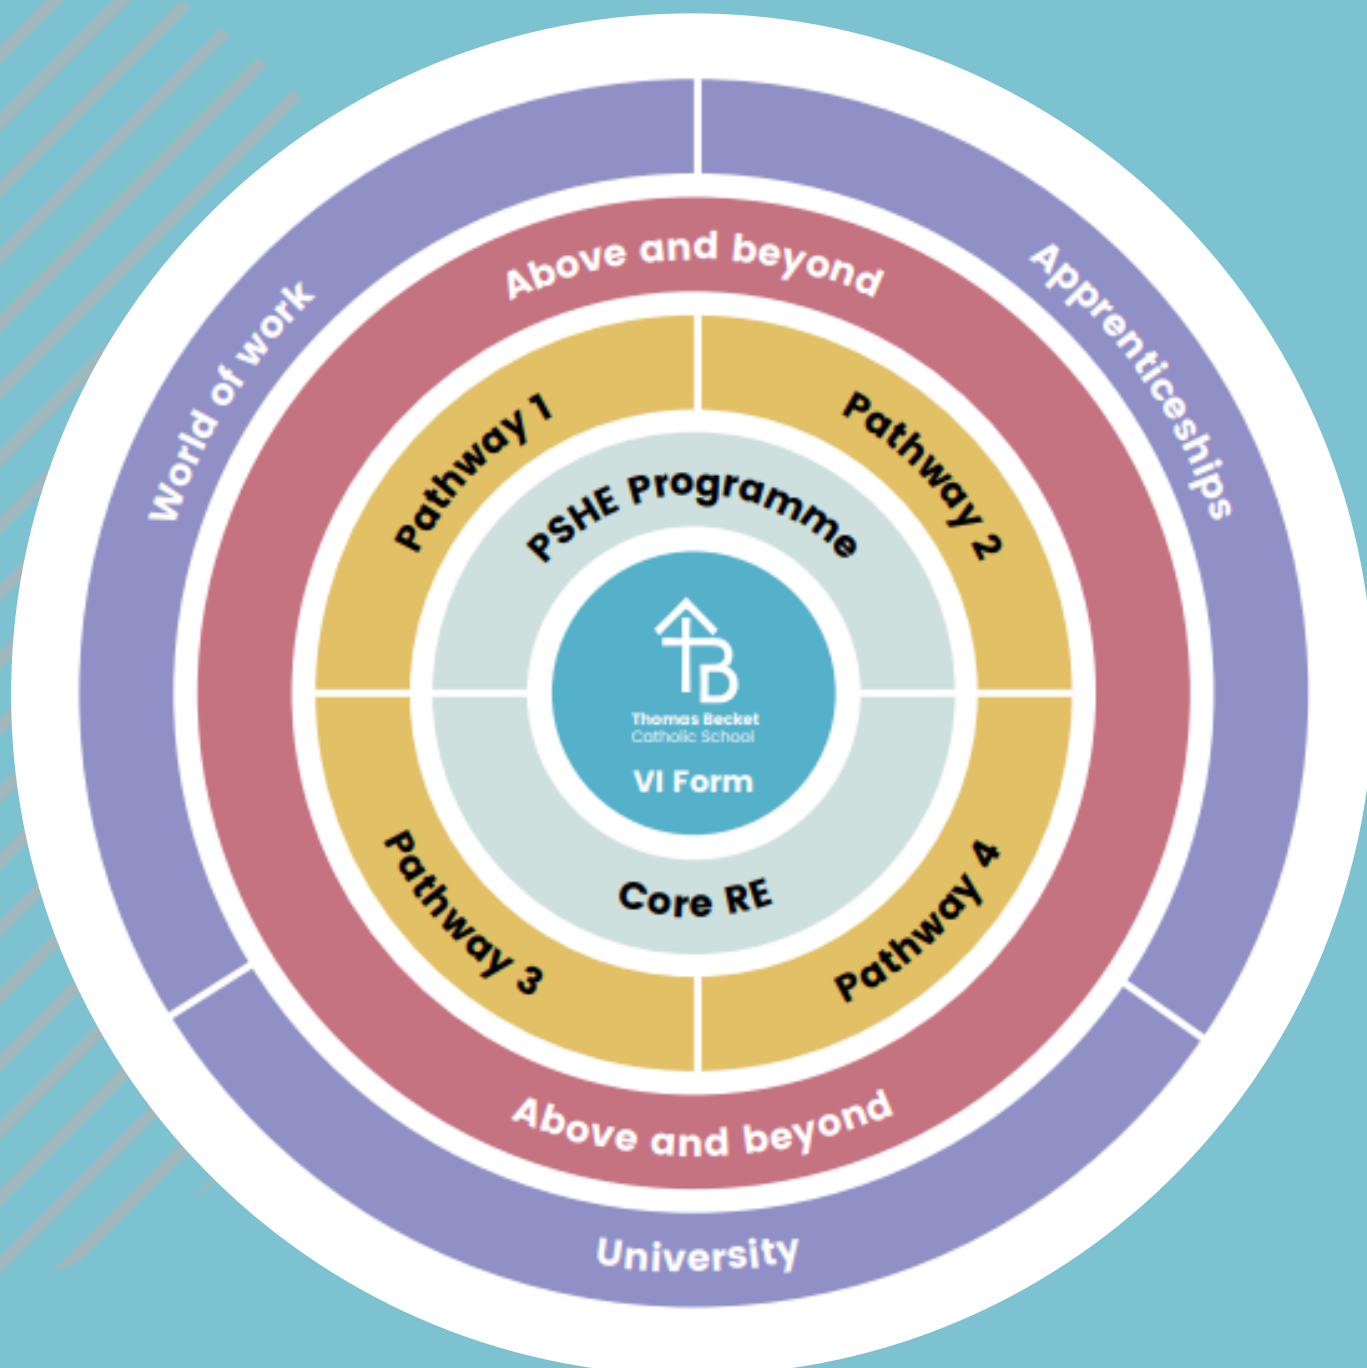 World of work
Apprenticeships
Above and beyond
Pathway 1
Pathway 2
PSHE Programme
Thomas Becket
Catholic School
VI Form
Core RE
Pathway 3
Pathway 4
Above and beyond
University